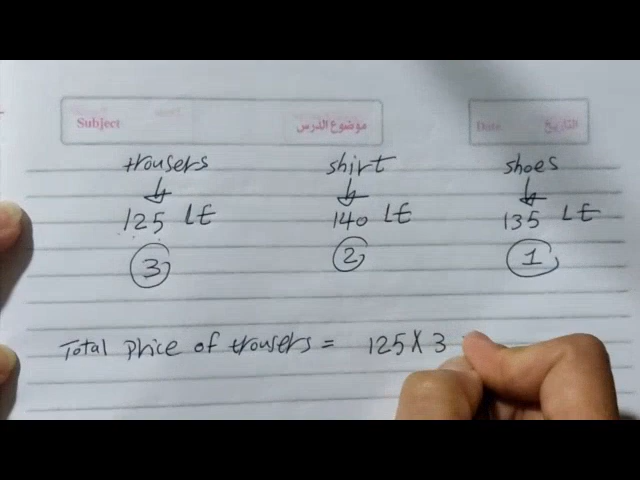 Subject موضوع الدرس Date التاريخ
trousers shirt shoes
125 LE 140 LE 135 LE
3 2 1
Total price of trousers = 125 X 3